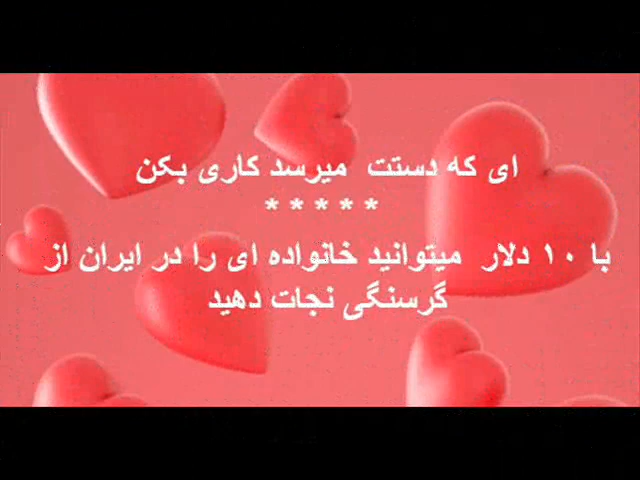 ای که دستت میرسد کاری بکن
* * * * *
با ۱۰ دلار میتوانید خانواده ای را در ایران از
گرسنگی نجات دهید